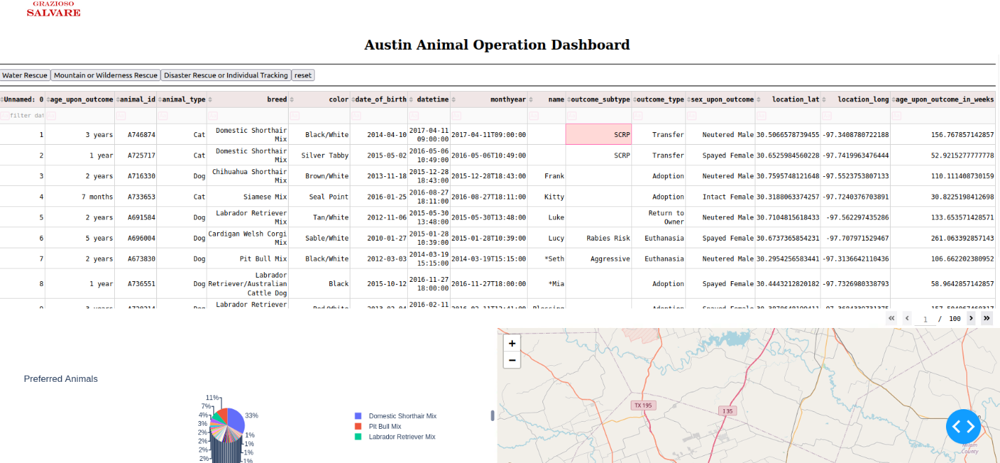 GRAZIOSO
SALVARE
Austin Animal Operation Dashboard
Water Rescue Mountain or Wilderness Rescue Disaster Rescue or Individual Tracking reset
Unnamed: 0 age_upon_outcome animal_id animal_type breed color date_of_birth datetime monthyear name outcome_subtype outcome_type sex_upon_outcome location_lat location_long age_upon_outcome_in_weeks
filter dat
1 3 years A746874 Cat Domestic Shorthair Mix Black/White 2014-04-10 2017-04-11 09:00:00 2017-04-11T09:00:00 SCRP Transfer Neutered Male 30.5066578739455 -97.3408780722188 156.767857142857
2 1 year A725717 Cat Domestic Shorthair Mix Silver Tabby 2015-05-02 2016-05-06 10:49:00 2016-05-06T10:49:00 SCRP Transfer Spayed Female 30.6525984560228 -97.7419963476444 52.9215277777778
3 2 years A716330 Dog Chihuahua Shorthair Mix Brown/White 2013-11-18 2015-12-28 18:43:00 2015-12-28T18:43:00 Frank Adoption Neutered Male 30.7595748121648 -97.5523753807133 110.111408730159
4 7 months A733653 Cat Siamese Mix Seal Point 2016-01-25 2016-08-27 18:11:00 2016-08-27T18:11:00 Kitty Adoption Intact Female 30.3188063374257 -97.7240376703891 30.8225198412698
5 2 years A691584 Dog Labrador Retriever Mix Tan/White 2012-11-06 2015-05-30 13:48:00 2015-05-30T13:48:00 Luke Return to Owner Neutered Male 30.7104815618433 -97.562297435286 133.653571428571
6 5 years A696004 Dog Cardigan Welsh Corgi Mix Sable/White 2010-01-27 2015-01-28 10:39:00 2015-01-28T10:39:00 Lucy Rabies Risk Euthanasia Spayed Female 30.6737365854231 -97.707971529467 261.063392857143
7 2 years A673830 Dog Pit Bull Mix Black/White 2012-03-03 2014-03-19 15:15:00 2014-03-19T15:15:00 *Seth Aggressive Euthanasia Neutered Male 30.2954256583441 -97.3136642110436 106.662202380952
8 1 year A736551 Dog Labrador Retriever/Australian Cattle Dog Black 2015-10-12 2016-11-27 18:00:00 2016-11-27T18:00:00 *Mia Adoption Spayed Female 30.4443212820182 -97.7326980338793 58.9642857142857
Labrador Retriever 2016-02-11
1 / 100
+
−
Preferred Animals
11%
7%
4%
3%
2%
2%
2%
33%
1%
1%
1%
1%
Domestic Shorthair Mix
Pit Bull Mix
Labrador Retriever Mix
TX 195
I 35
Milam
County